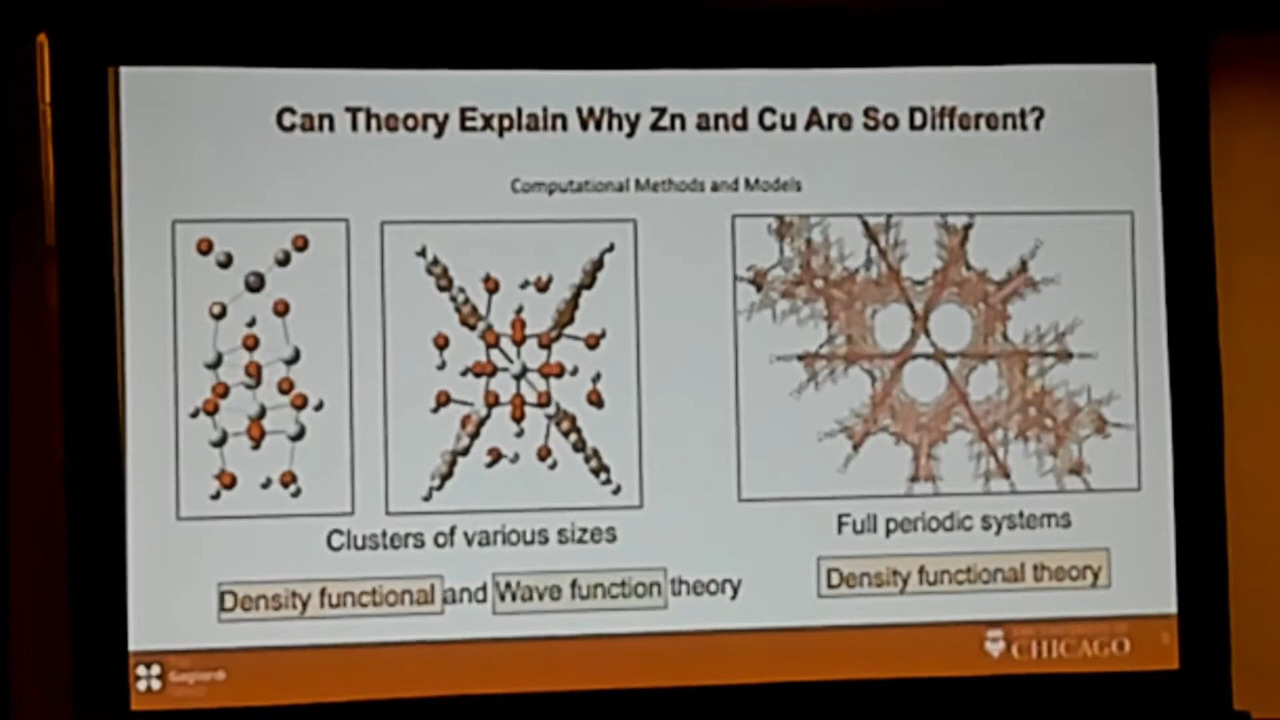 Can Theory Explain Why Zn and Cu Are So Different?
Computational Methods and Models
Clusters of various sizes
Full periodic systems
Density functional and Wave function theory
Density functional theory
CHICAGO